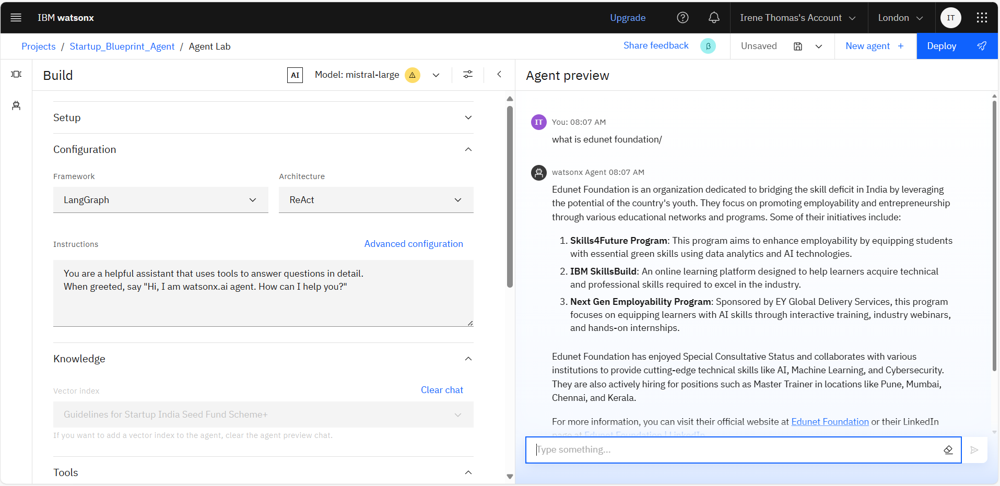 IBM watsonx
Upgrade
Irene Thomas's Account
London
IT
Projects / Startup_Blueprint_Agent / Agent Lab
Share feedback
β
Unsaved
New agent +
Deploy
Build
AI
Model: mistral-large
Setup
Configuration
Framework
Architecture
LangGraph
ReAct
Instructions
Advanced configuration
You are a helpful assistant that uses tools to answer questions in detail.
When greeted, say "Hi, I am watsonx.ai agent. How can I help you?"
Knowledge
Vector index
Clear chat
Guidelines for Startup India Seed Fund Scheme+
If you want to add a vector index to the agent, clear the agent preview chat.
Tools
Agent preview
IT
You: 08:07 AM
what is edunet foundation/
watsonx Agent 08:07 AM
Edunet Foundation is an organization dedicated to bridging the skill deficit in India by leveraging
the potential of the country's youth. They focus on promoting employability and entrepreneurship
through various educational networks and programs. Some of their initiatives include:
1. Skills4Future Program: This program aims to enhance employability by equipping students
with essential green skills using data analytics and AI technologies.
2. IBM SkillsBuild: An online learning platform designed to help learners acquire technical
and professional skills required to excel in the industry.
3. Next Gen Employability Program: Sponsored by EY Global Delivery Services, this program
focuses on equipping learners with AI skills through interactive training, industry webinars,
and hands-on internships.
Edunet Foundation has enjoyed Special Consultative Status and collaborates with various
institutions to provide cutting-edge technical skills like AI, Machine Learning, and Cybersecurity.
They are also actively hiring for positions such as Master Trainer in locations like Pune, Mumbai,
Chennai, and Kerala.
For more information, you can visit their official website at Edunet Foundation or their LinkedIn
page at Edunet Foundation | LinkedIn
Type something...